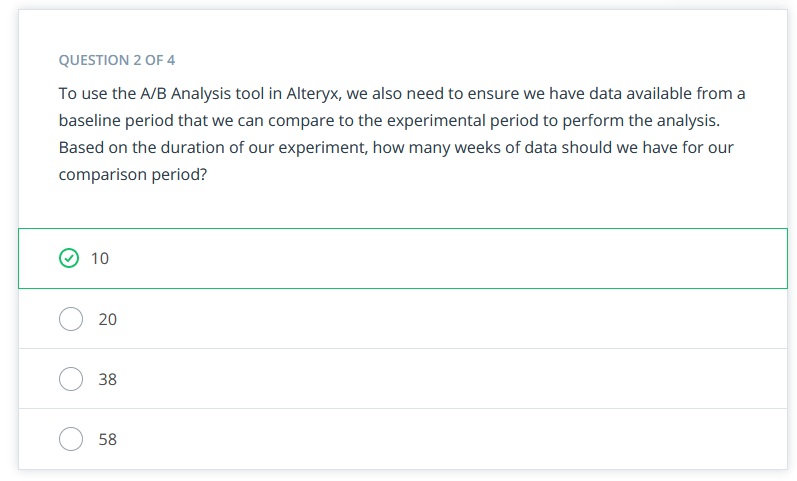 QUESTION 2 OF 4
To use the A/B Analysis tool in Alteryx, we also need to ensure we have data available from a
baseline period that we can compare to the experimental period to perform the analysis.
Based on the duration of our experiment, how many weeks of data should we have for our
comparison period?
10
20
38
58